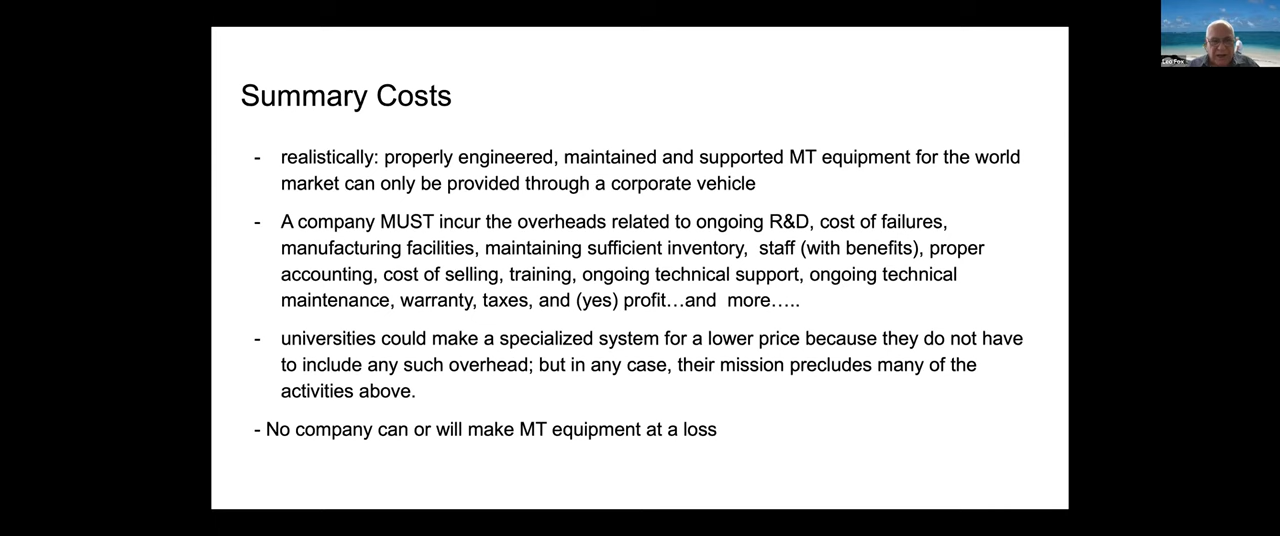 Summary Costs
- realistically: properly engineered, maintained and supported MT equipment for the world
market can only be provided through a corporate vehicle
- A company MUST incur the overheads related to ongoing R&D, cost of failures,
manufacturing facilities, maintaining sufficient inventory,  staff (with benefits), proper
accounting, cost of selling, training, ongoing technical support, ongoing technical
maintenance, warranty, taxes, and (yes) profit…and  more…..
- universities could make a specialized system for a lower price because they do not have
to include any such overhead; but in any case, their mission precludes many of the
activities above.
- No company can or will make MT equipment at a loss
Leo Fox